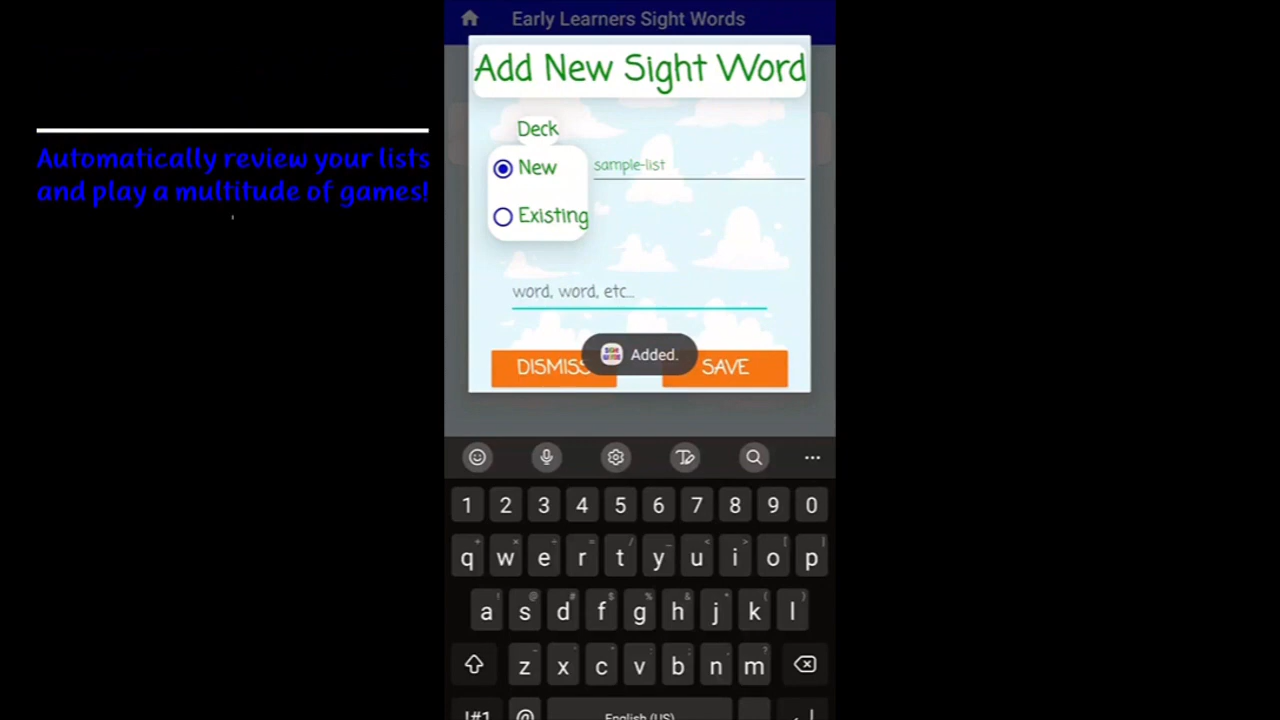 Early Learners Sight Words
Add New Sight Word
Automatically review your lists
and play a multitude of games!
Deck
New
sample-list
Existing
word, word, etc...
DISMISS
Added.
SAVE
1 2 3 4 5 6 7 8 9 0
q w e r t y u i o p
a s d f g h j k l
z x c v b n m
!#1 @ English (US)